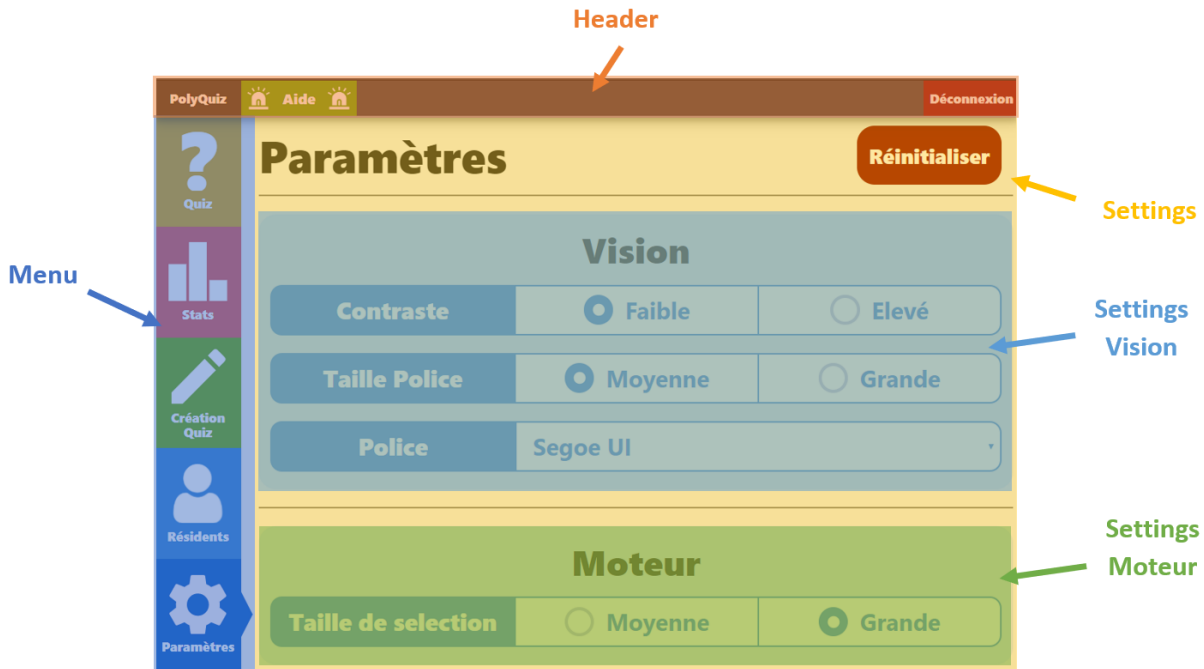 Header
PolyQuiz Aide Déconnexion
Paramètres Réinitialiser
Quiz
Settings
Vision
Menu
Stats
Contraste Faible Elevé
Settings
Vision
Taille Police Moyenne Grande
Création
Quiz
Police Segoe UI
Résidents
Settings
Moteur
Moteur
Taille de selection Moyenne Grande
Paramètres